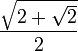 √(2 + √2) / 2